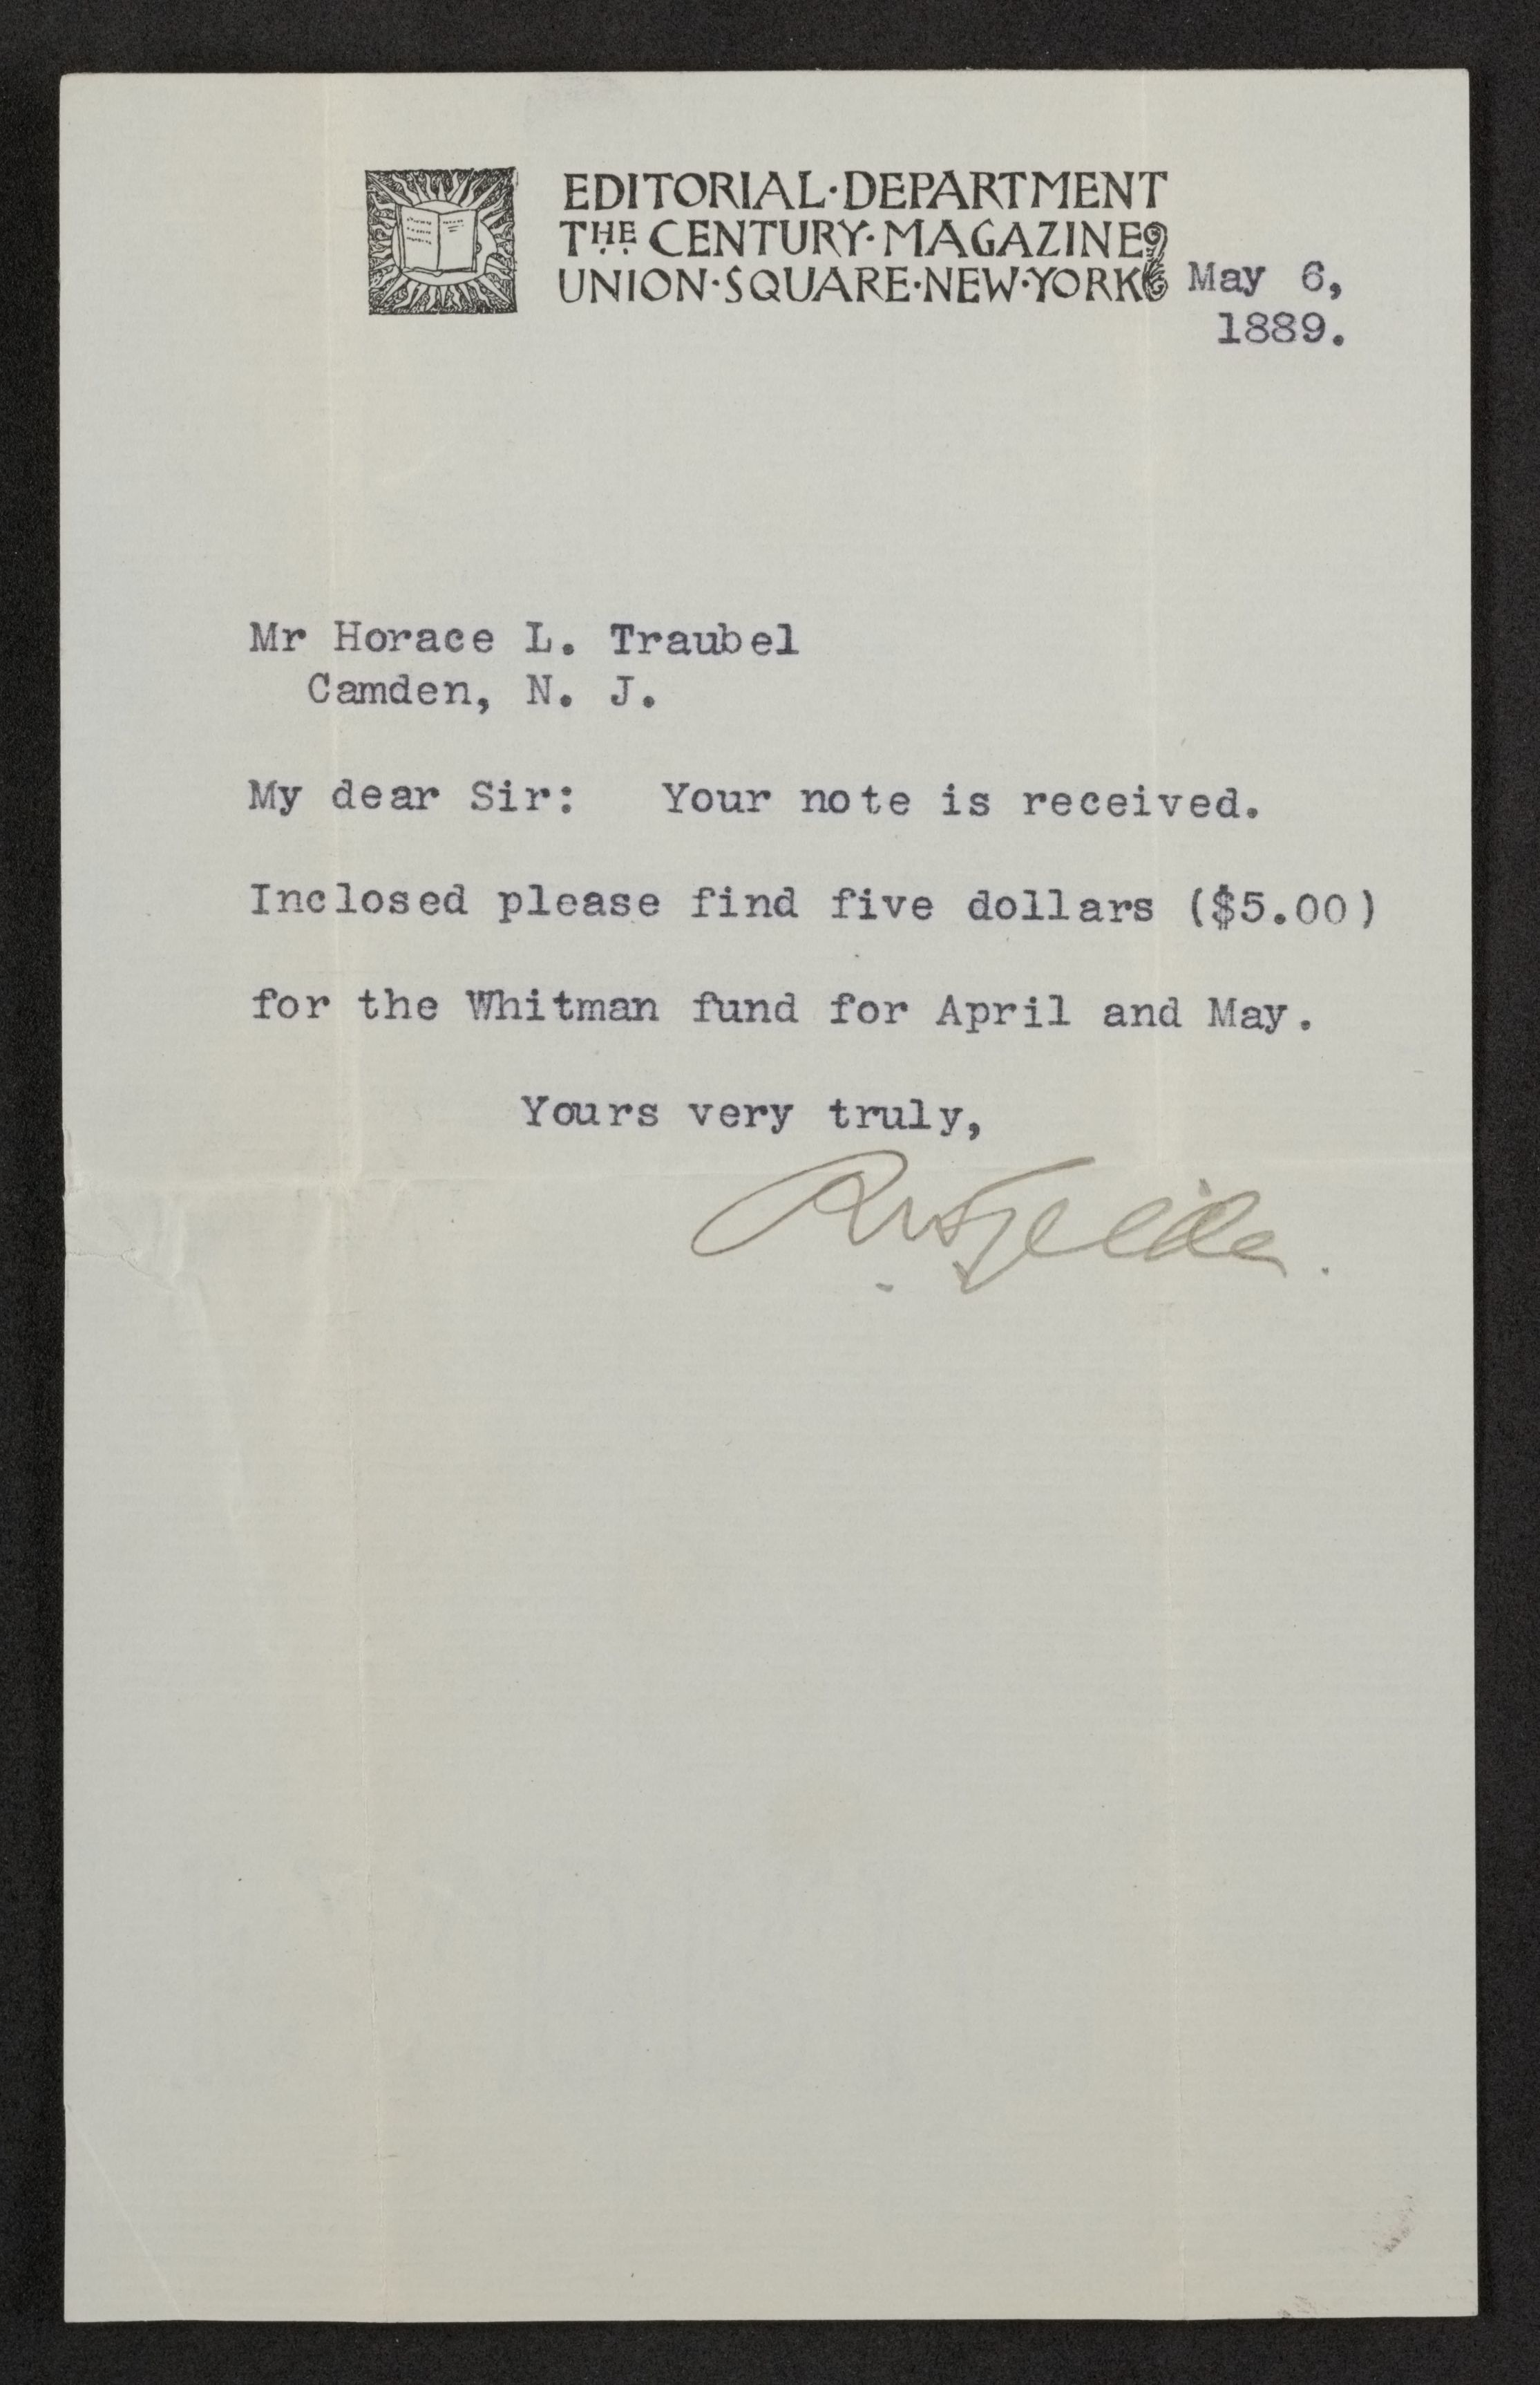 EDITORIAL·DEPARTMENT
THE CENTURY·MAGAZINE
UNION·SQUARE·NEW·YORK
May 6,
1889.
Mr Horace L. Traubel
Camden, N. J.
My dear Sir: Your note is received.
Inclosed please find five dollars ($5.00)
for the Whitman fund for April and May.
Yours very truly,
R. W. Gilder.